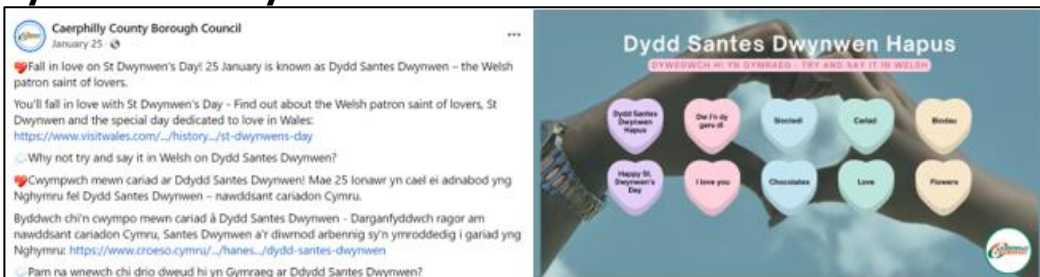 Caerphilly County Borough Council
January 25
Fall in love on St Dwynwen's Day! 25 January is known as Dydd Santes Dwynwen – the Welsh
patron saint of lovers.
You'll fall in love with St Dwynwen's Day - Find out about the Welsh patron saint of lovers, St
Dwynwen and the special day dedicated to love in Wales:
https://www.visitwales.com/.../history.../st-dwynwens-day
Why not try and say it in Welsh on Dydd Santes Dwynwen?
Cwympwch mewn cariad ar Ddydd Santes Dwynwen! Mae 25 Ionawr yn cael ei adnabod yng
Nghymru fel Dydd Santes Dwynwen – nawddsant cariadon Cymru.
Byddwch chi'n cwympo mewn cariad â Dydd Santes Dwynwen - Darganfyddwch ragor am
nawddsant cariadon Cymru, Santes Dwynwen a'r diwrnod arbennig sy'n ymroddedig i gariad yng
Nghymru: https://www.croeso.cymru/.../hanes.../dydd-santes-dwynwen
Pam na wnewch chi drio dweud hi yn Gymraeg ar Ddydd Santes Dwynwen?
Dydd Santes Dwynwen Hapus
DYWEDWCH HI YN GYMRAEG - TRY AND SAY IT IN WELSH
Dydd Santes
Dwynwen
Hapus
Dw i'n dy
garu di
Siocledi
Cariad
Blodau
Happy St.
Dwynwen's
Day
I love you
Chocolates
Love
Flowers